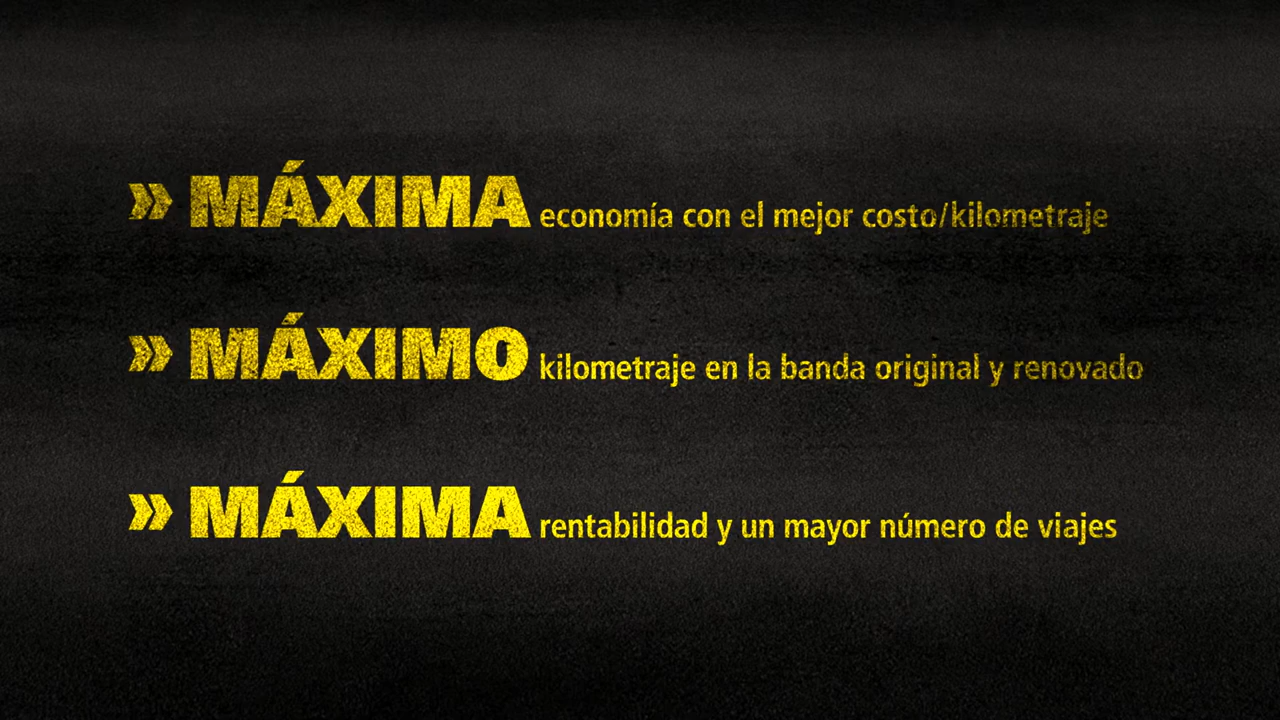 » MÁXIMA economía con el mejor costo/kilometraje
» MÁXIMO kilometraje en la banda original y renovado
» MÁXIMA rentabilidad y un mayor número de viajes